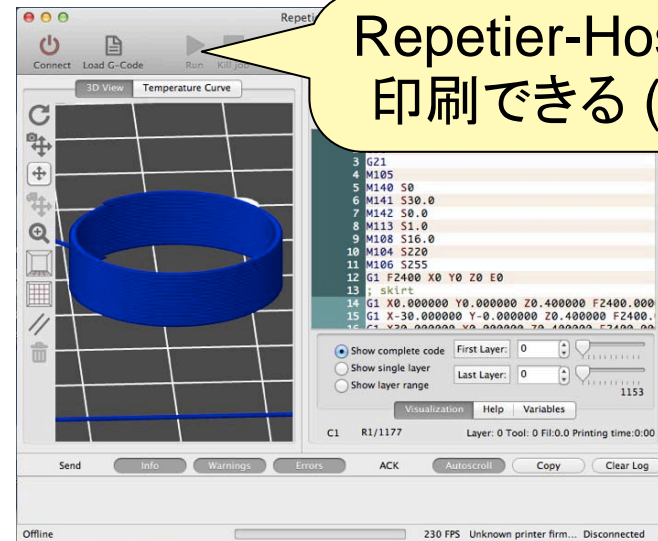 Repeti
Repetier-Hos
印刷できる (
Connect Load G-Code Run Kill Job
3D View Temperature Curve
3 G21
4 M105
5 M140 S0
6 M141 S30.0
7 M142 S0.0
8 M113 S1.0
9 M108 S16.0
10 M104 S220
11 M106 S255
12 G1 F2400 X0 Y0 Z0 E0
13 ; skirt
14 G1 X0.000000 Y0.000000 Z0.400000 F2400.000
15 G1 X-30.000000 Y-0.000000 Z0.400000 F2400.
Show complete code First Layer: 0
Show single layer
Last Layer: 0
Show layer range
1153
Visualization Help Variables
C1 R1/1177 Layer: 0 Tool: 0 Fil:0.0 Printing time:0:00
Send Info Warnings Errors ACK Autoscroll Copy Clear Log
Offline 230 FPS Unknown printer firm... Disconnected